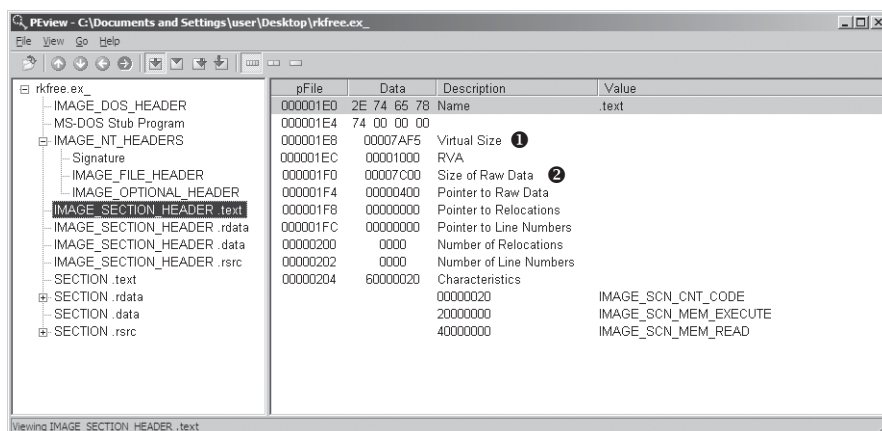 PEview - C:\Documents and Settings\user\Desktop\rkfree.ex_
File View Go Help
rkfree.ex_
IMAGE_DOS_HEADER
MS-DOS Stub Program
IMAGE_NT_HEADERS
Signature
IMAGE_FILE_HEADER
IMAGE_OPTIONAL_HEADER
IMAGE_SECTION_HEADER .text
IMAGE_SECTION_HEADER .rdata
IMAGE_SECTION_HEADER .data
IMAGE_SECTION_HEADER .rsrc
SECTION .text
SECTION .rdata
SECTION .data
SECTION .rsrc
pFile Data Description Value
000001E0 2E 74 65 78 Name .text
000001E4 74 00 00 00
000001E8 00007AF5 Virtual Size ❶
000001EC 00001000 RVA
000001F0 00007C00 Size of Raw Data ❷
000001F4 00000400 Pointer to Raw Data
000001F8 00000000 Pointer to Relocations
000001FC 00000000 Pointer to Line Numbers
00000200 0000 Number of Relocations
00000202 0000 Number of Line Numbers
00000204 60000020 Characteristics
00000020 IMAGE_SCN_CNT_CODE
20000000 IMAGE_SCN_MEM_EXECUTE
40000000 IMAGE_SCN_MEM_READ
Viewing IMAGE_SECTION_HEADER .text